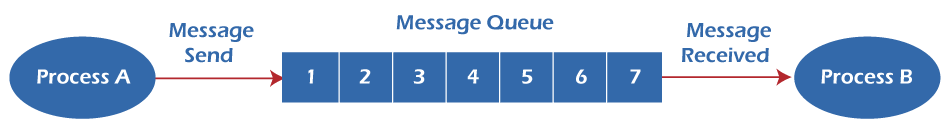 Process A
Message
Send
Message Queue
1 2 3 4 5 6 7
Message
Received
Process B